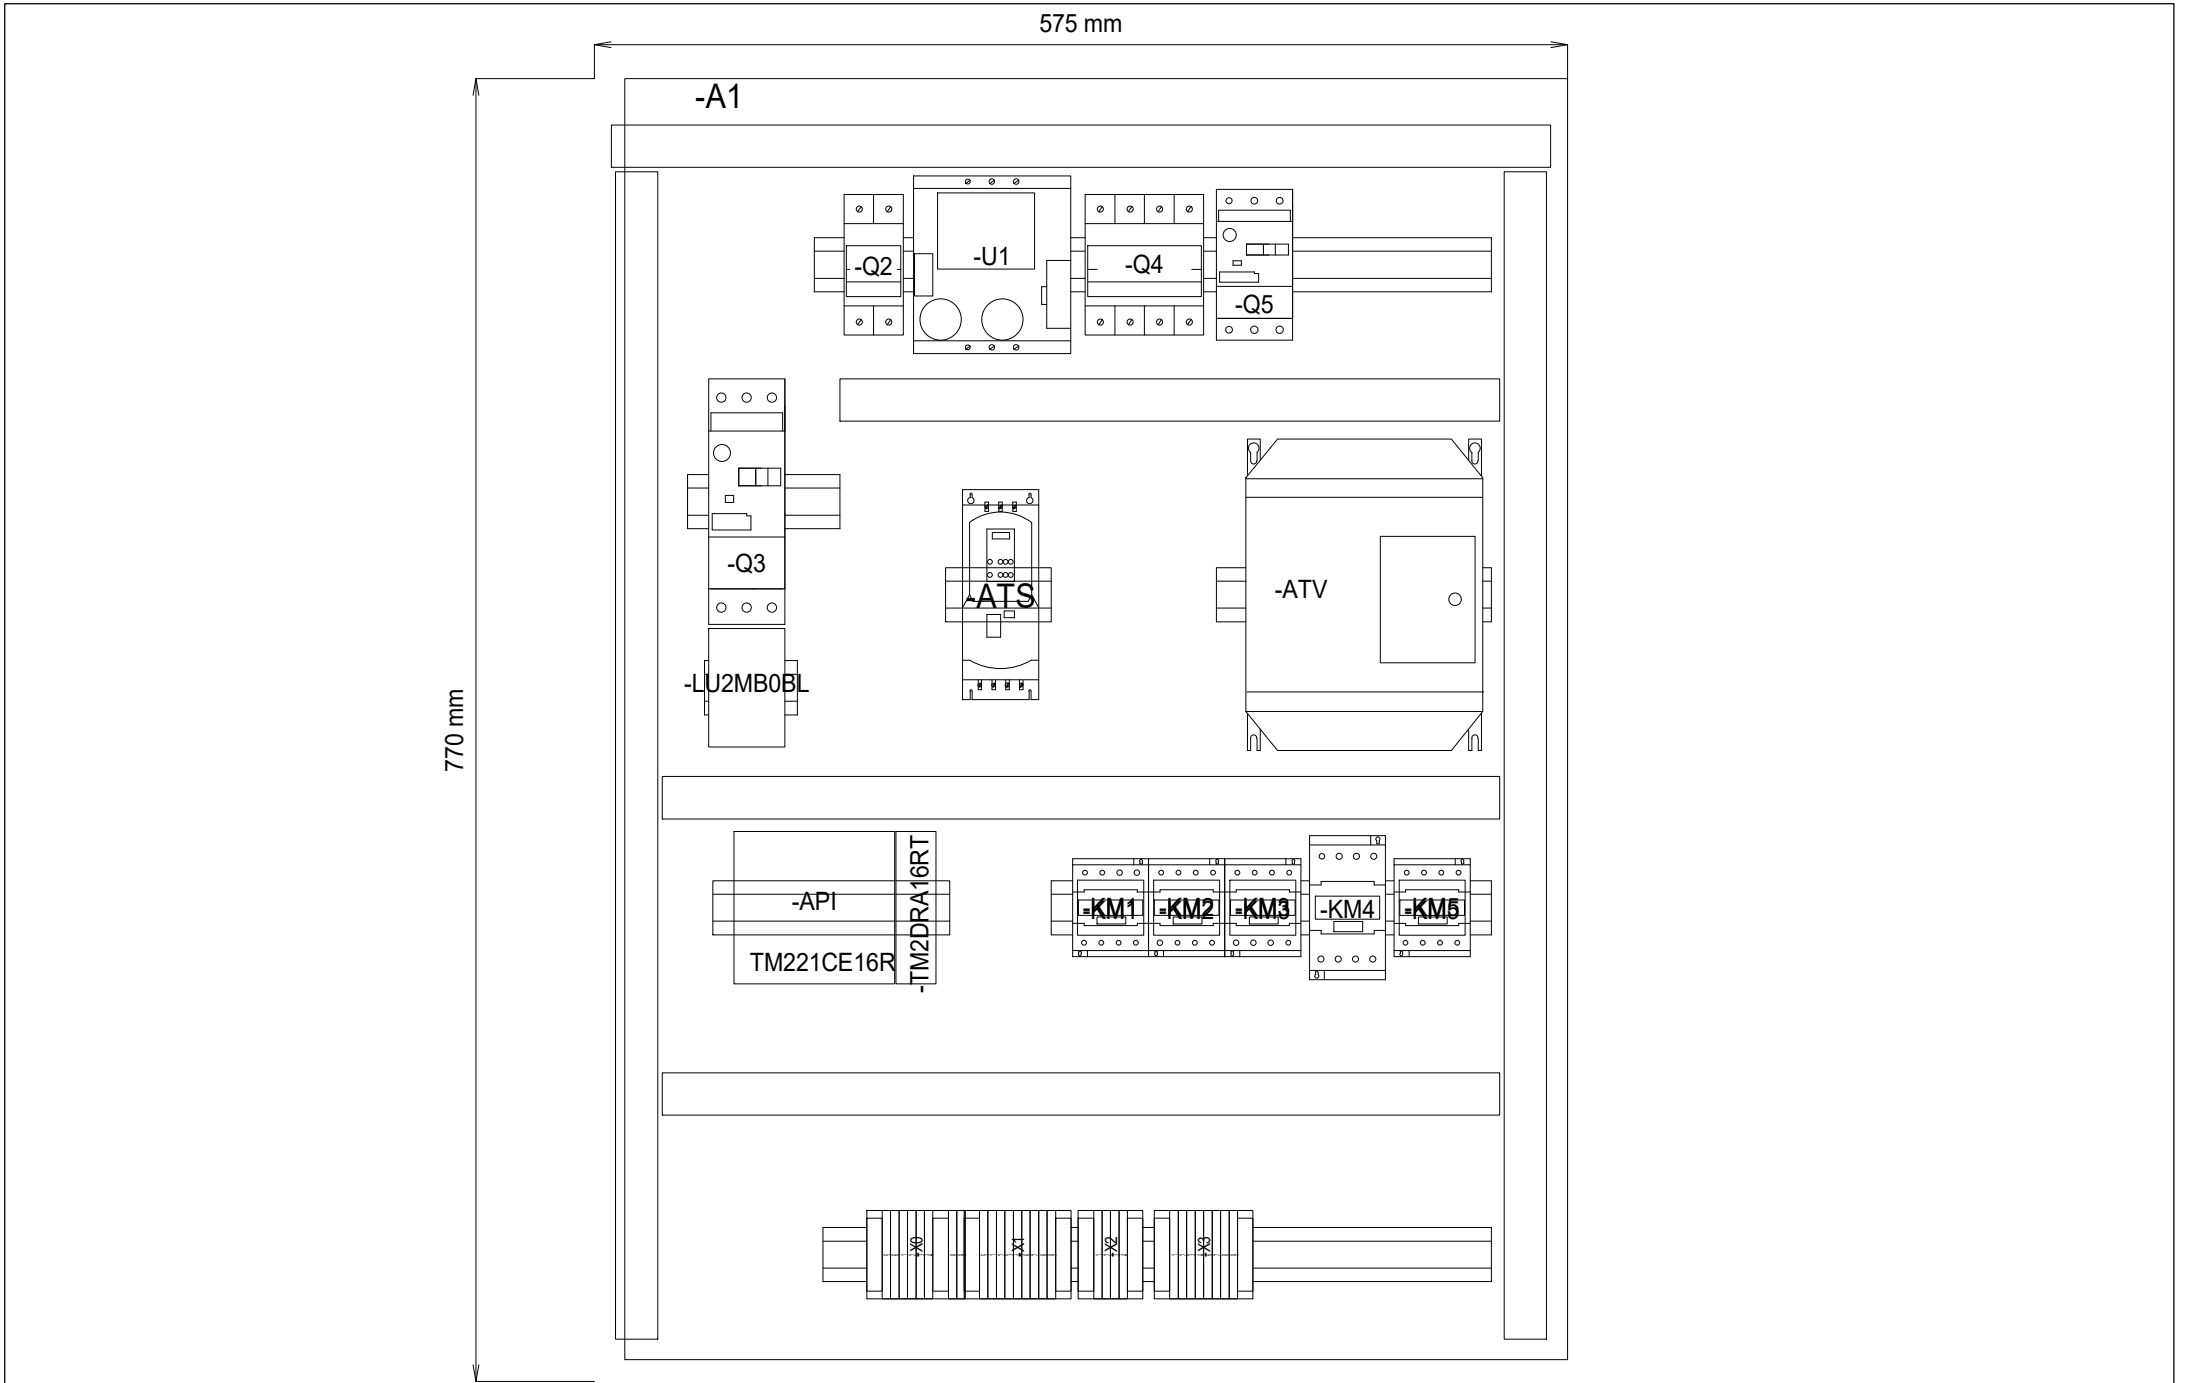 575 mm
-A1
-Q2
-U1
-Q4
-Q5
-Q3
-ATS
-ATV
-LU2MB0BL
770 mm
-API
TM221CE16R
-TM2DRA16RT
-KM1
-KM2
-KM3
-KM4
-KM5
-X0
-X1
-X2
-X3